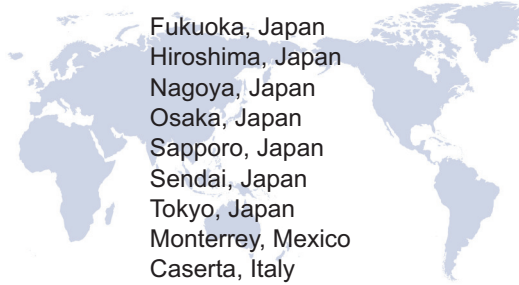 Fukuoka, Japan
Hiroshima, Japan
Nagoya, Japan
Osaka, Japan
Sapporo, Japan
Sendai, Japan
Tokyo, Japan
Monterrey, Mexico
Caserta, Italy